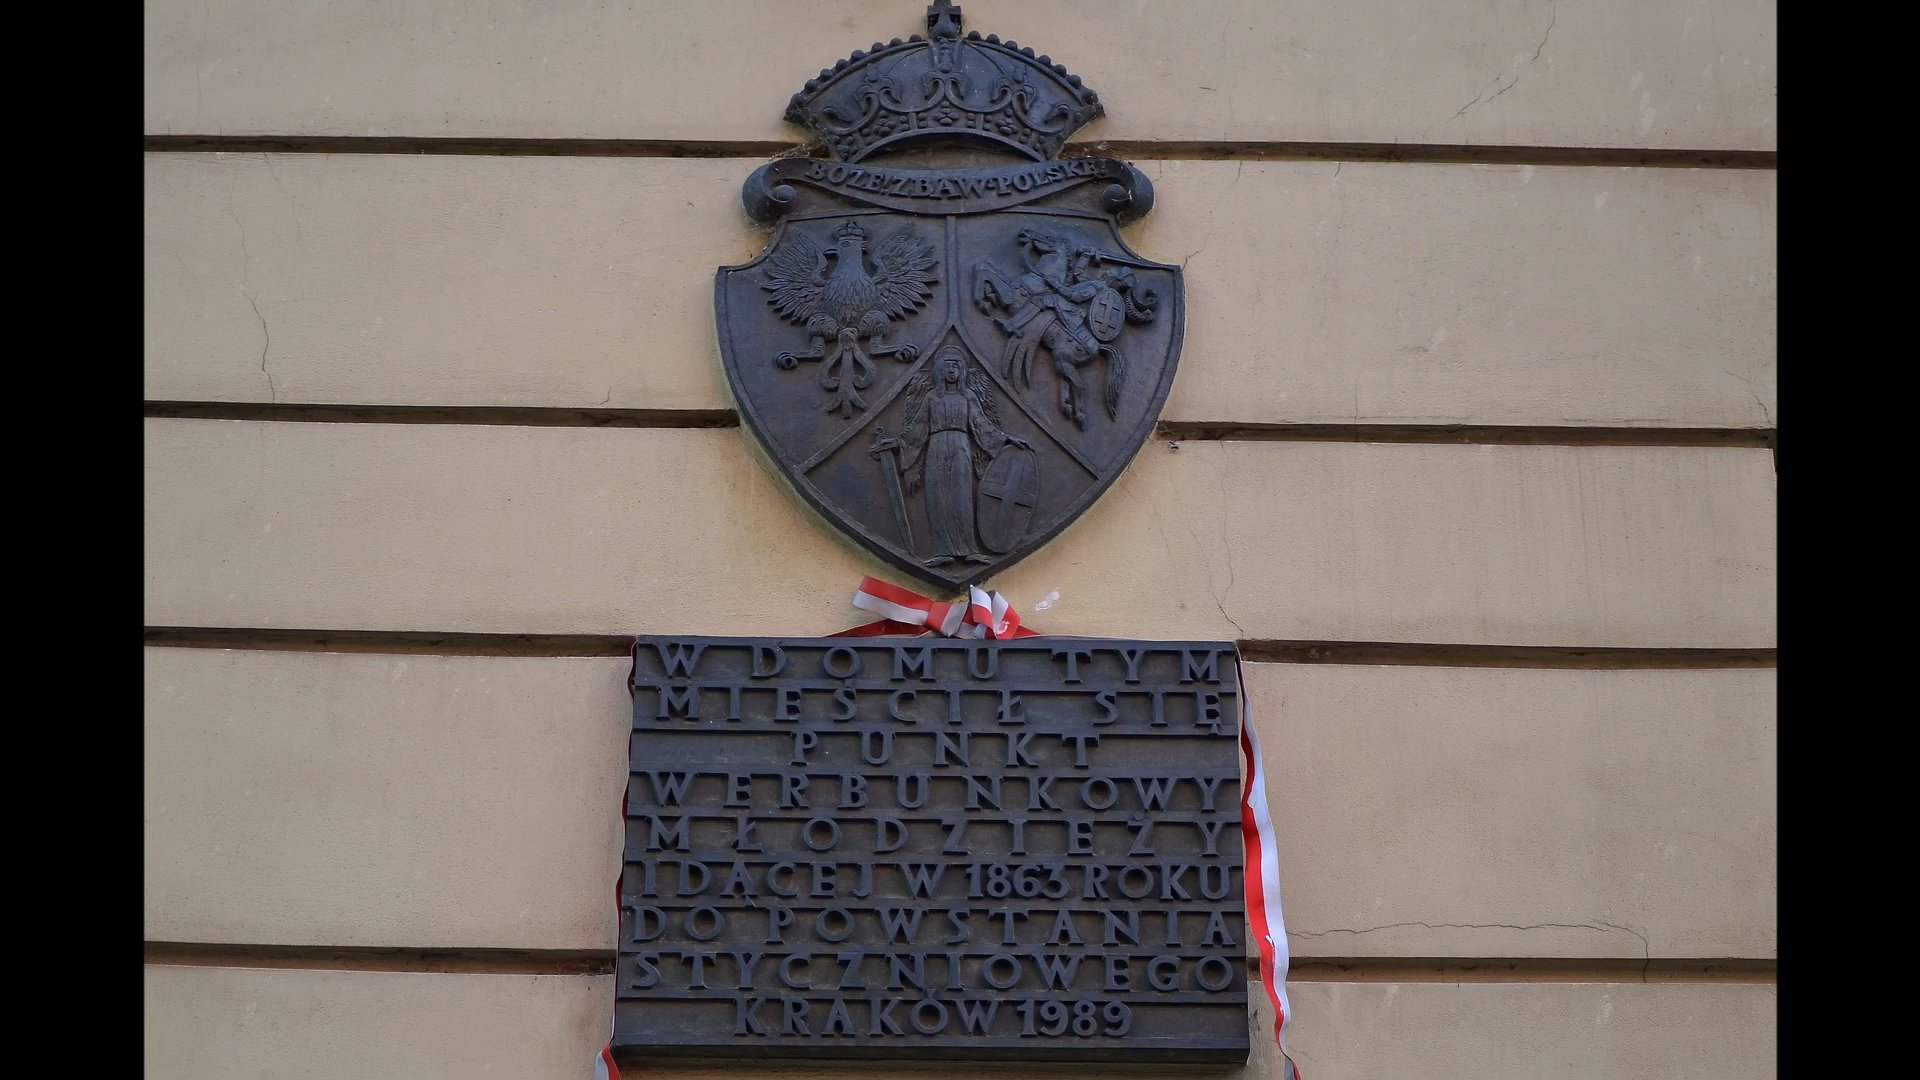 BOŻE!ZBAW·POLSKĘ
W DOMU TYM
MIEŚCIŁ SIĘ
PUNKT
WERBUNKOWY
MŁODZIEŻY
IDĄCEJ W 1863 ROKU
DO POWSTANIA
STYCZNIOWEGO
KRAKÓW 1989